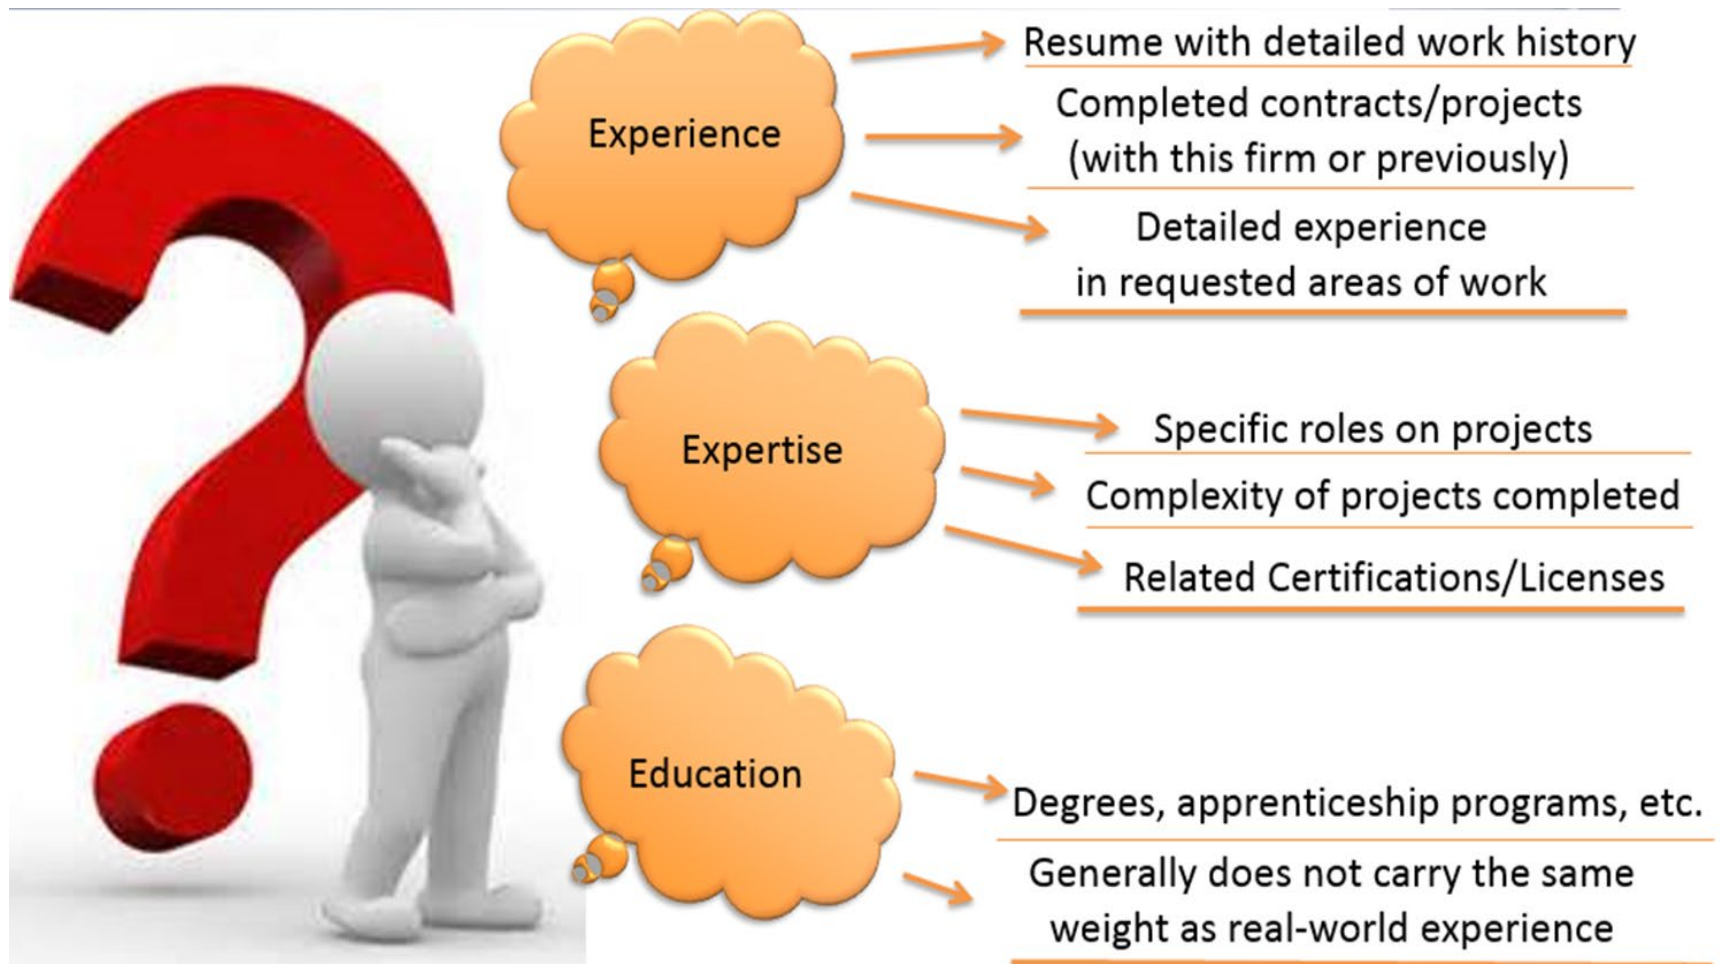 Experience
Resume with detailed work history
Completed contracts/projects
(with this firm or previously)
Detailed experience
in requested areas of work
Expertise
Specific roles on projects
Complexity of projects completed
Related Certifications/Licenses
Education
Degrees, apprenticeship programs, etc.
Generally does not carry the same
weight as real-world experience